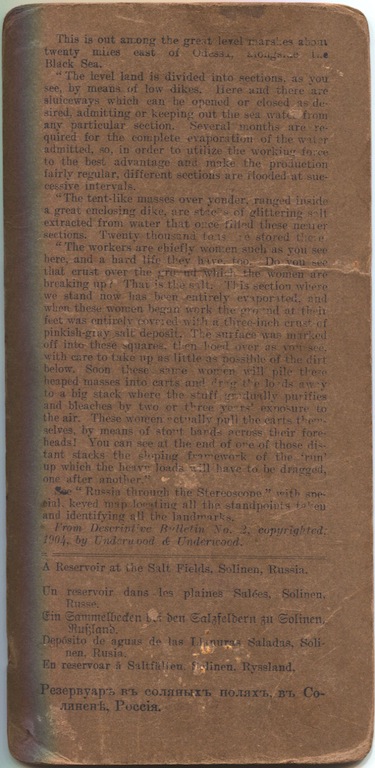 This is out among the great level marshes about
twenty miles east of Odessa, alongside the
Black Sea.
"The level land is divided into sections, as you
see, by means of low dikes. Here and there are
sluiceways which can be opened or closed as de-
sired, admitting or keeping out the sea water from
any particular section. Several months are re-
quired for the complete evaporation of the water
admitted, so, in order to utilize the working force
to the best advantage and make the production
fairly regular, different sections are flooded at suc-
cessive intervals.
"The tent-like masses over yonder, ranged inside
a great enclosing dike, are stocks of glittering salt
extracted from water that once filled these nearer
sections. Twenty thousand tons are stored there.
"The workers are chiefly women such as you see
here, and a hard life they have, too. Do you see
that crust over the ground which the women are
breaking up? That is the salt. This section where
we stand now has been entirely evaporated, and
when these women began work the ground at their
feet was entirely covered with a three-inch crust of
pinkish-gray salt deposit. The surface was marked
off into these squares, then hoed over as you see,
with care to take up as little as possible of the dirt
below. Soon these same women will pile these
heaped masses into carts and drag the loads away
to a big stack where the stuff gradually purifies
and bleaches by two or three years' exposure to
the air. These women actually pull the carts them-
selves, by means of stout bands across their fore-
heads! You can see at the end of one of those dis-
tant stacks the sloping framework of the 'run'
up which the heavy loads will have to be dragged,
one after another."
See "Russia through the Stereoscope" with spe-
cial, keyed map locating all the standpoints taken
and identifying all the landmarks.
From Descriptive Bulletin No. 2, copyrighted,
1904, by Underwood & Underwood.
A Reservoir at the Salt Fields, Solinen, Russia.
Un reservoir dans les plaines Salées, Solinen,
Russe.
Ein Sammelbecken bei den Salzfeldern zu Solinen,
Rußland.
Depósito de aguas de las Llanuras Saladas, Soli-
nen, Rusia.
En reservoar å Saltfälten, Solinen, Ryssland.
Резервуаръ въ соляныхъ поляхъ, въ Со-
линенѣ, Россія.